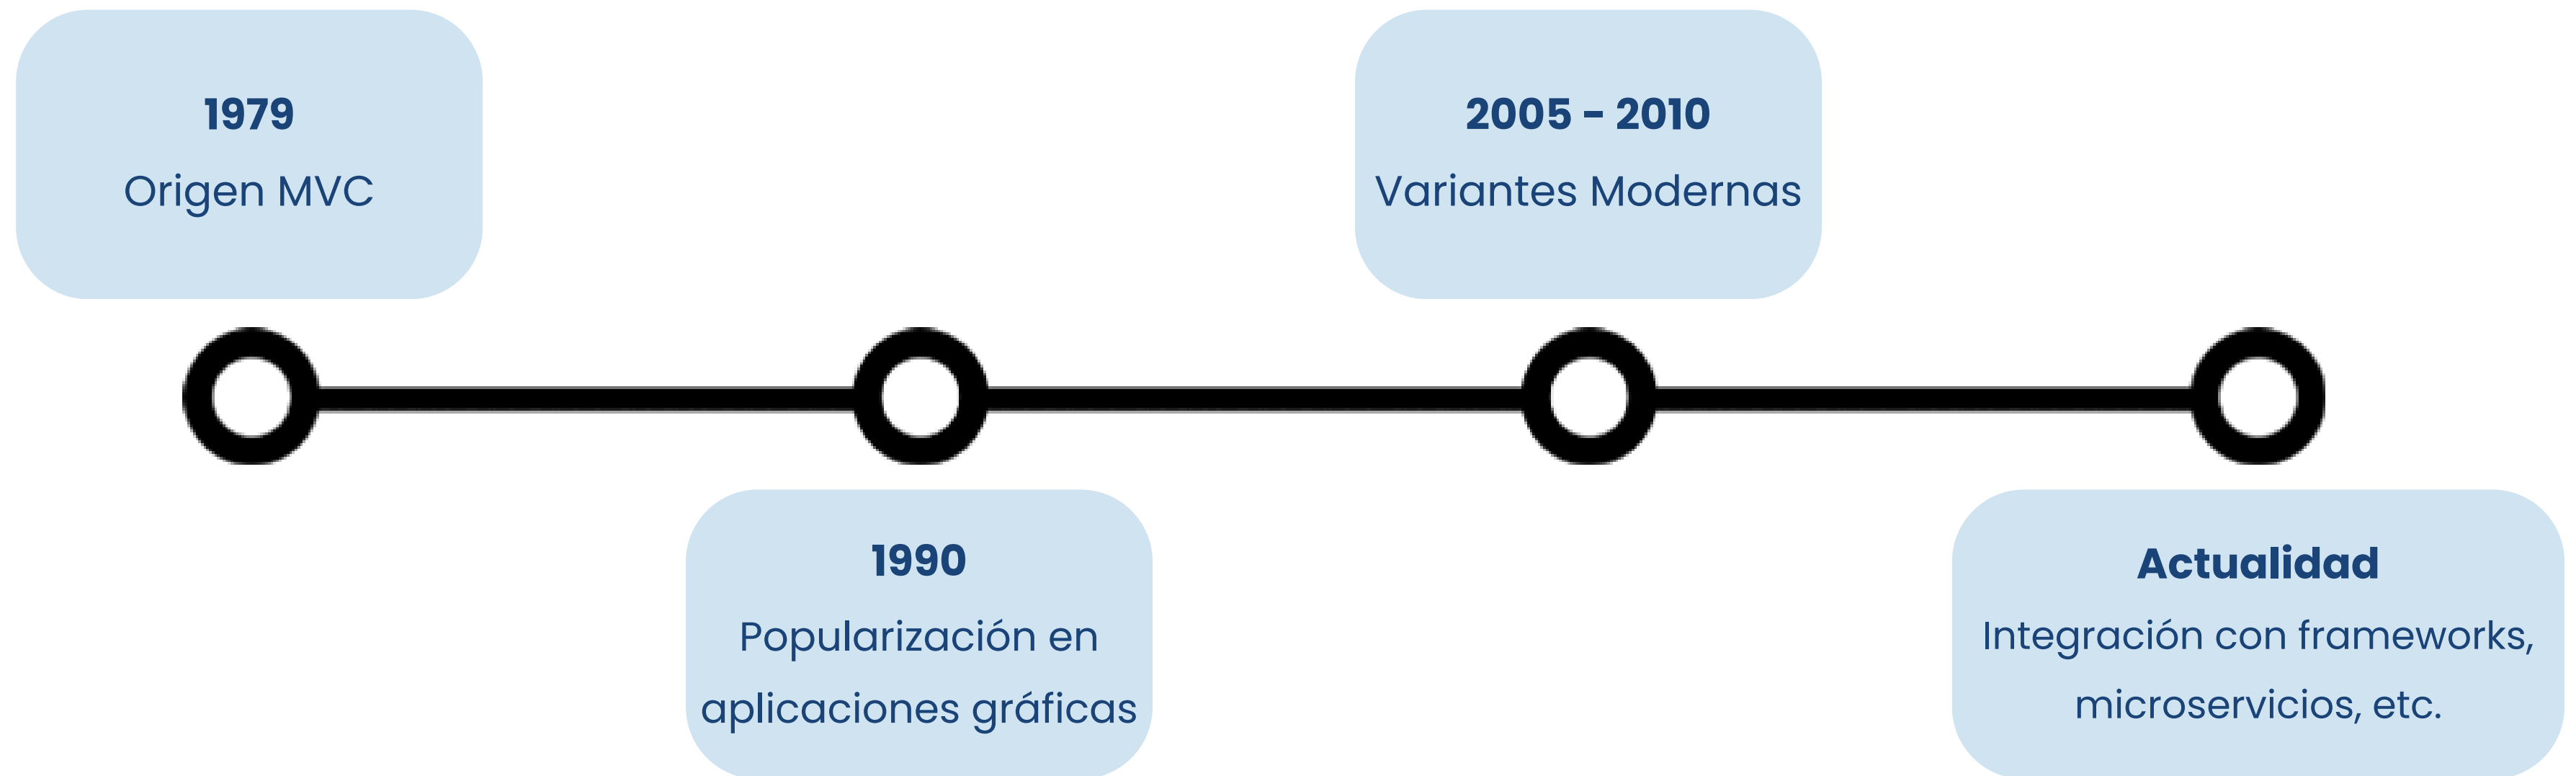 1979
Origen MVC
1990
Popularización en
aplicaciones gráficas
2005 - 2010
Variantes Modernas
Actualidad
Integración con frameworks,
microservicios, etc.